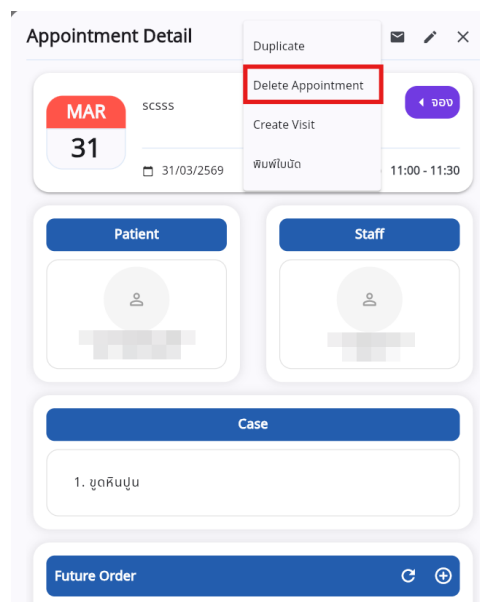 Appointment Detail
Duplicate
Delete Appointment
Create Visit
พิมพ์ใบนัด
MAR
31
scsss
จอง
31/03/2569
11:00 - 11:30
Patient
Staff
Case
1. ขูดหินปูน
Future Order